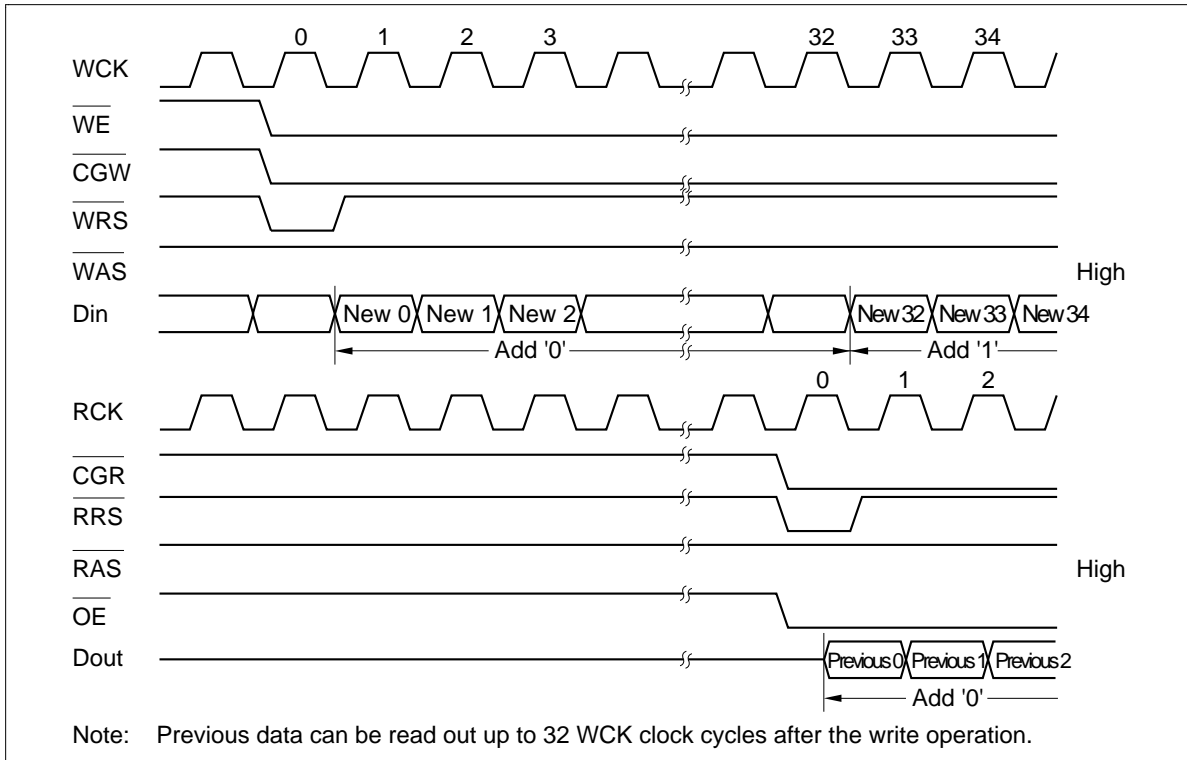 0 1 2 3 32 33 34
WCK
WE
CGW
WRS
WAS High
Din New 0 New 1 New 2 New 32 New 33 New 34
Add '0' Add '1'
0 1 2
RCK
CGR
RRS
RAS High
OE
Dout Previous 0 Previous 1 Previous 2
Add '0'
Note: Previous data can be read out up to 32 WCK clock cycles after the write operation.